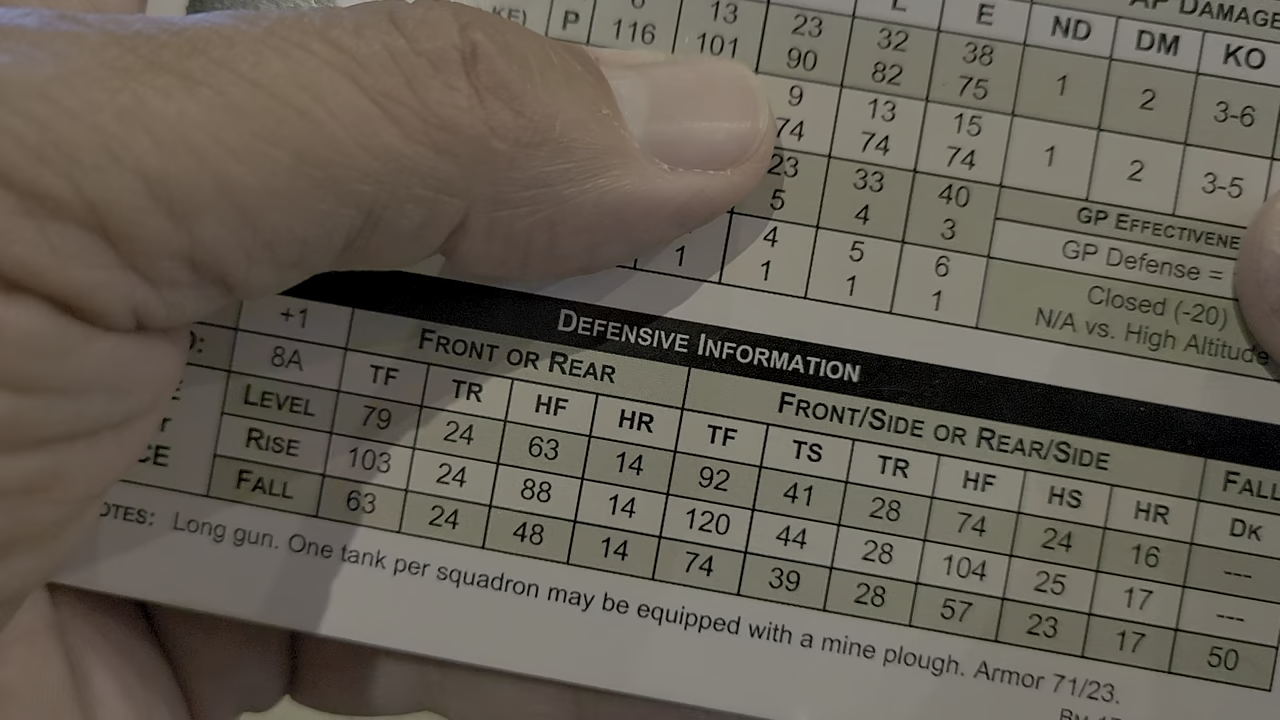 P 116 13 23 32 38 ND DM KO
101 90 82 75 1 2 3-6
9 13 15
74 74 74 1 2 3-5
23 33 40
5 4 3 GP EFFECTIVENE
4 5 6 GP Defense =
1 1 1 1 Closed (-20)
N/A vs. High Altitude
DEFENSIVE INFORMATION
+1 FRONT OR REAR FRONT/SIDE OR REAR/SIDE FALL
8A TF TR HF HR TF TS TR HF HS HR DK
LEVEL 79 24 63 14 92 41 28 74 24 16 ---
RISE 103 24 88 14 120 44 28 104 25 17 ---
FALL 63 24 48 14 74 39 28 57 23 17 50
OTES: Long gun. One tank per squadron may be equipped with a mine plough. Armor 71/23.